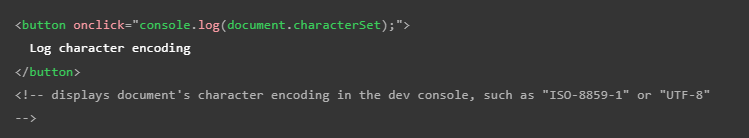 <button onclick="console.log(document.characterSet);">
  Log character encoding
</button>
<!-- displays document's character encoding in the dev console, such as "ISO-8859-1" or "UTF-8"
-->